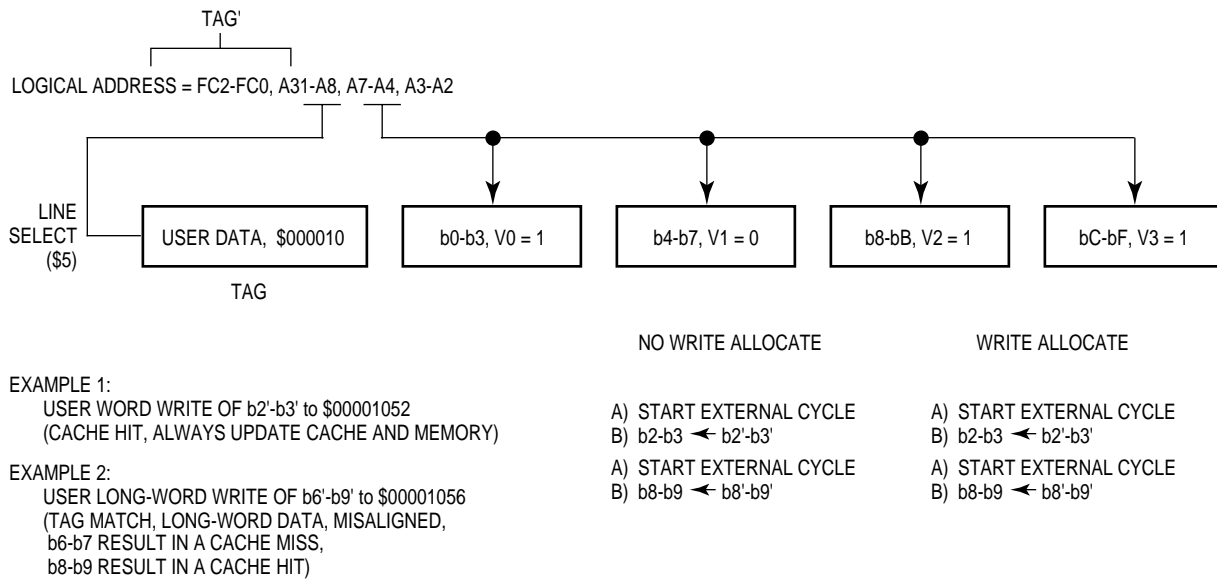 TAG'
LOGICAL ADDRESS = FC2-FC0, A31-A8, A7-A4, A3-A2
LINE
SELECT
($5)
USER DATA, $000010
b0-b3, V0 = 1
b4-b7, V1 = 0
b8-bB, V2 = 1
bC-bF, V3 = 1
TAG
NO WRITE ALLOCATE
WRITE ALLOCATE
EXAMPLE 1:
USER WORD WRITE OF b2'-b3' to $00001052
(CACHE HIT, ALWAYS UPDATE CACHE AND MEMORY)
A) START EXTERNAL CYCLE
B) b2-b3 ← b2'-b3'
A) START EXTERNAL CYCLE
B) b2-b3 ← b2'-b3'
EXAMPLE 2:
USER LONG-WORD WRITE OF b6'-b9' to $00001056
(TAG MATCH, LONG-WORD DATA, MISALIGNED,
b6-b7 RESULT IN A CACHE MISS,
b8-b9 RESULT IN A CACHE HIT)
A) START EXTERNAL CYCLE
B) b8-b9 ← b8'-b9'
A) START EXTERNAL CYCLE
B) b8-b9 ← b8'-b9'